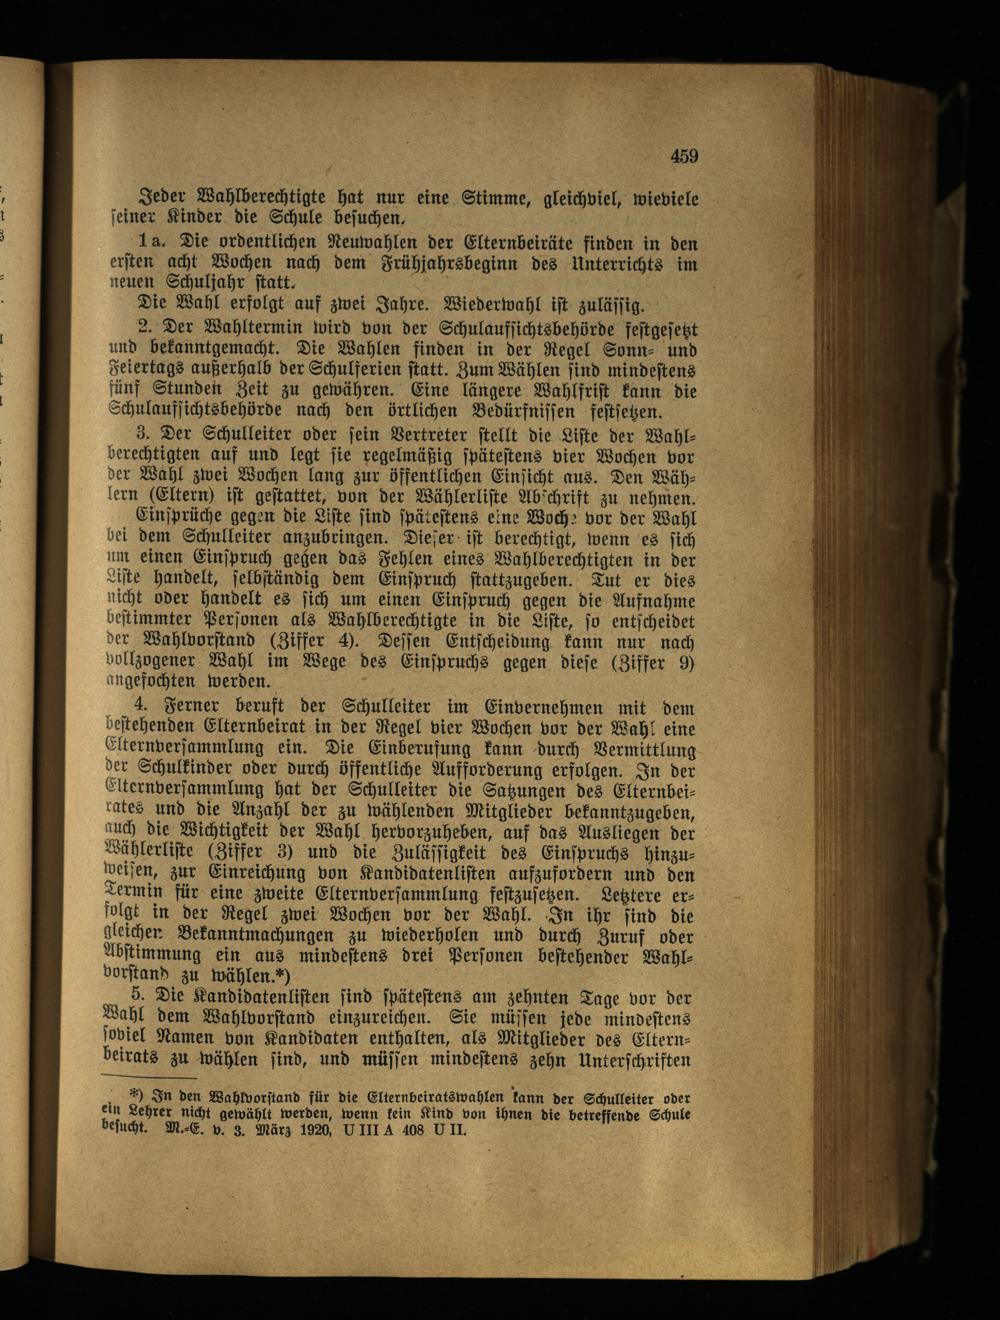 459
Jeder Wahlberechtigte hat nur eine Stimme, gleichviel, wieviele
seiner Kinder die Schule besuchen.
1a. Die ordentlichen Neuwahlen der Elternbeiräte finden in den
ersten acht Wochen nach dem Frühjahrsbeginn des Unterrichts im
neuen Schuljahr statt.
Die Wahl erfolgt auf zwei Jahre. Wiederwahl ist zulässig.
2. Der Wahltermin wird von der Schulaufsichtsbehörde festgesetzt
und bekanntgemacht. Die Wahlen finden in der Regel Sonn- und
Feiertags außerhalb der Schulferien statt. Zum Wählen sind mindestens
fünf Stunden Zeit zu gewähren. Eine längere Wahlfrist kann die
Schulaufsichtsbehörde nach den örtlichen Bedürfnissen festsetzen.
3. Der Schulleiter oder sein Vertreter stellt die Liste der Wahl-
berechtigten auf und legt sie regelmäßig spätestens vier Wochen vor
der Wahl zwei Wochen lang zur öffentlichen Einsicht aus. Den Wäh-
lern (Eltern) ist gestattet, von der Wählerliste Abschrift zu nehmen.
Einsprüche gegen die Liste sind spätestens eine Woche vor der Wahl
bei dem Schulleiter anzubringen. Dieser ist berechtigt, wenn es sich
um einen Einspruch gegen das Fehlen eines Wahlberechtigten in der
Liste handelt, selbständig dem Einspruch stattzugeben. Tut er dies
nicht oder handelt es sich um einen Einspruch gegen die Aufnahme
bestimmter Personen als Wahlberechtigte in die Liste, so entscheidet
der Wahlvorstand (Ziffer 4). Dessen Entscheidung kann nur nach
vollzogener Wahl im Wege des Einspruchs gegen diese (Ziffer 9)
angefochten werden.
4. Ferner beruft der Schulleiter im Einvernehmen mit dem
bestehenden Elternbeirat in der Regel vier Wochen vor der Wahl eine
Elternversammlung ein. Die Einberufung kann durch Vermittlung
der Schulkinder oder durch öffentliche Aufforderung erfolgen. In der
Elternversammlung hat der Schulleiter die Satzungen des Elternbei-
rates und die Anzahl der zu wählenden Mitglieder bekanntzugeben,
auch die Wichtigkeit der Wahl hervorzuheben, auf das Ausliegen der
Wählerliste (Ziffer 3) und die Zulässigkeit des Einspruchs hinzu-
weisen, zur Einreichung von Kandidatenlisten aufzufordern und den
Termin für eine zweite Elternversammlung festzusetzen. Letztere er-
folgt in der Regel zwei Wochen vor der Wahl. In ihr sind die
gleichen Bekanntmachungen zu wiederholen und durch Zuruf oder
Abstimmung ein aus mindestens drei Personen bestehender Wahl-
vorstand zu wählen.*)
5. Die Kandidatenlisten sind spätestens am zehnten Tage vor der
Wahl dem Wahlvorstand einzureichen. Sie müssen jede mindestens
soviel Namen von Kandidaten enthalten, als Mitglieder des Eltern-
beirats zu wählen sind, und müssen mindestens zehn Unterschriften
*) In den Wahlvorstand für die Elternbeiratswahlen kann der Schulleiter oder
ein Lehrer nicht gewählt werden, wenn kein Kind von ihnen die betreffende Schule
besucht. M.-E. v. 3. März 1920, U III A 408 U II.